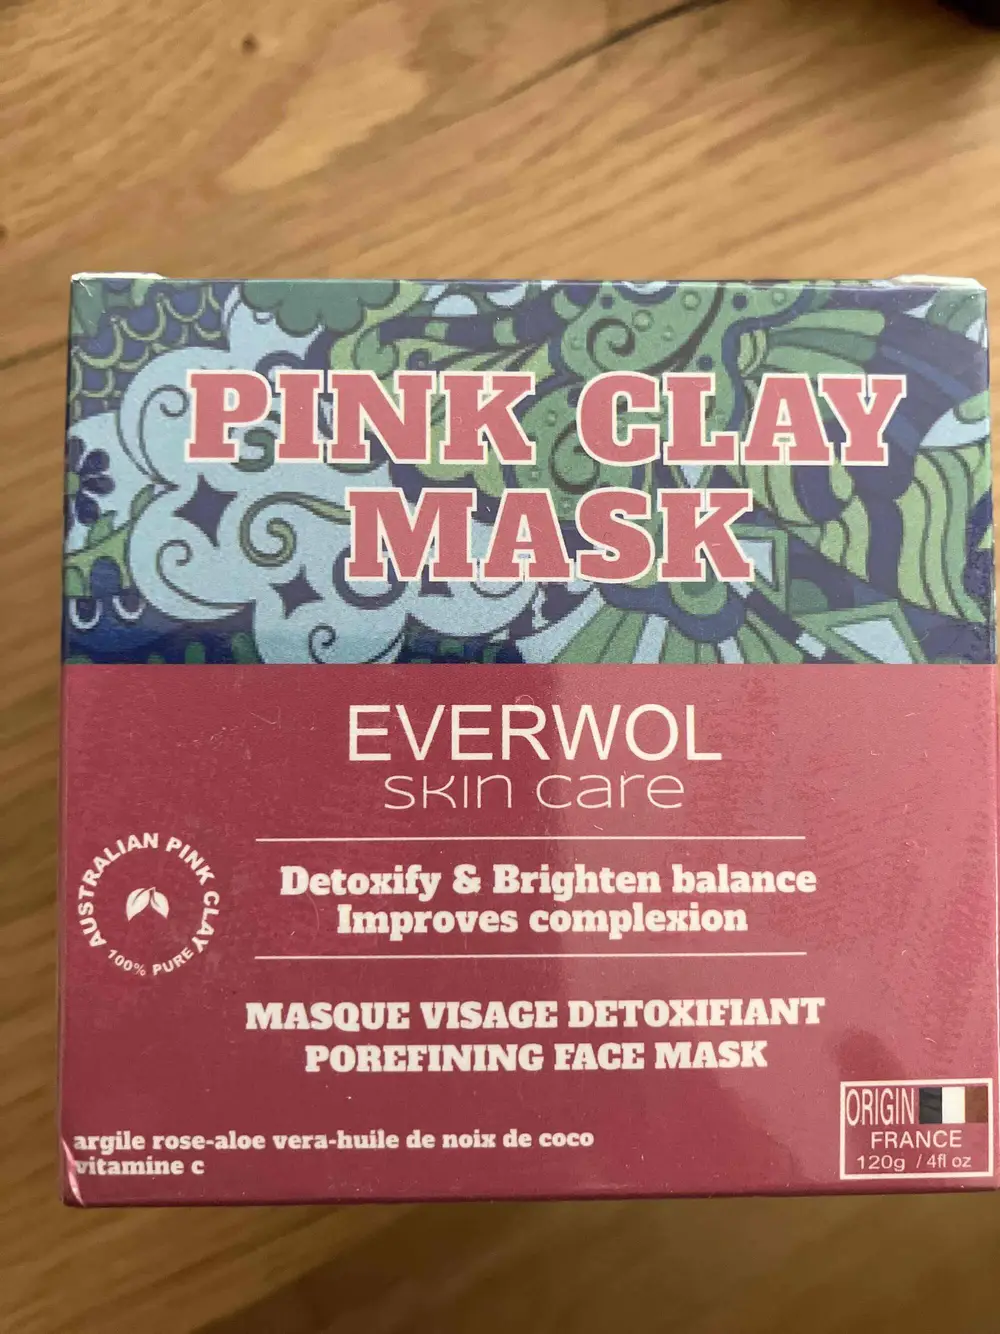 PINK CLAY
MASK
EVERWOL
skin care
Detoxify & Brighten balance
Improves complexion
AUSTRALIAN PINK CLAY
100% PURE
MASQUE VISAGE DETOXIFIANT
POREFINING FACE MASK
argile rose-aloe vera-huile de noix de coco
vitamine c
ORIGIN
FRANCE
120g / 4fl oz